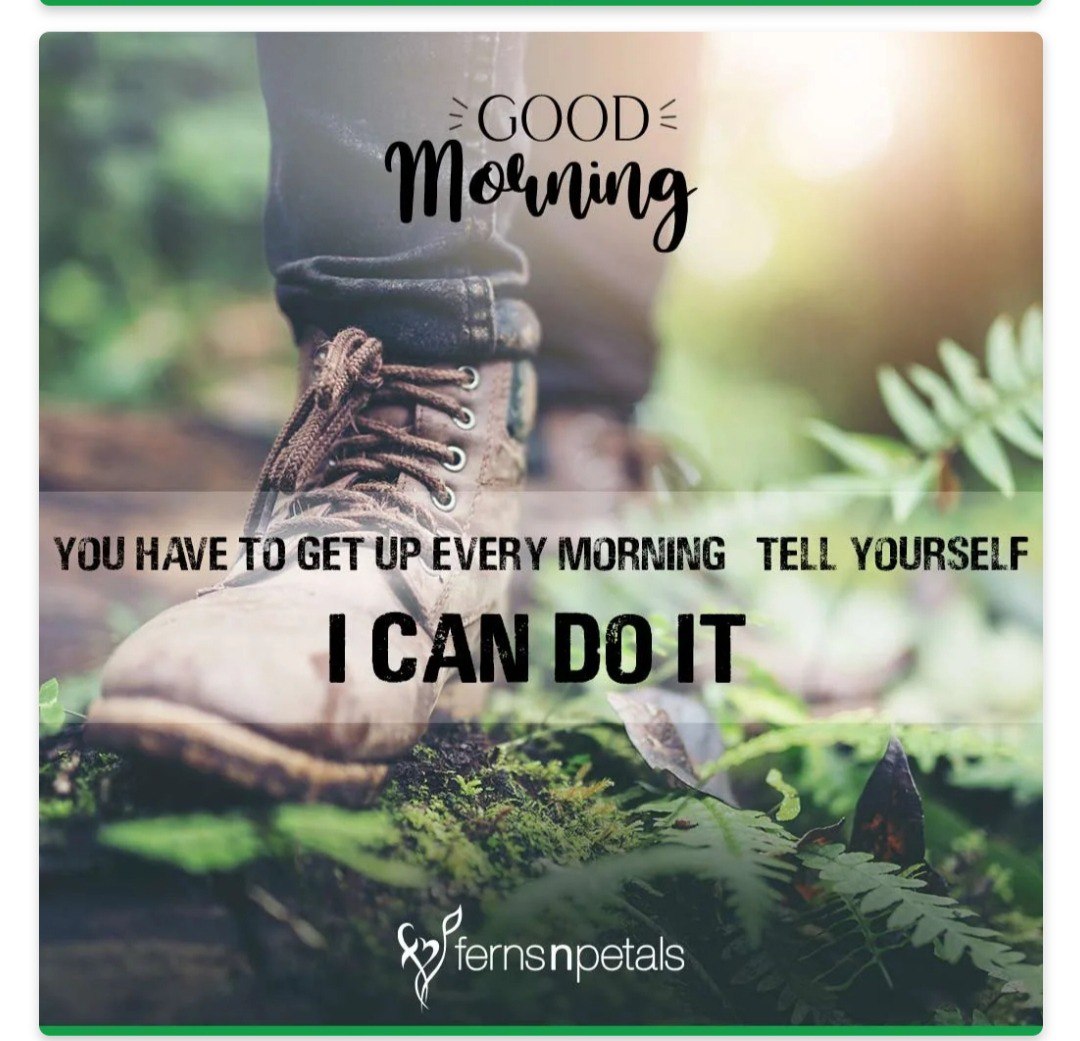 GOOD
Morning
YOU HAVE TO GET UP EVERY MORNING TELL YOURSELF
I CAN DO IT
fernsnpetals